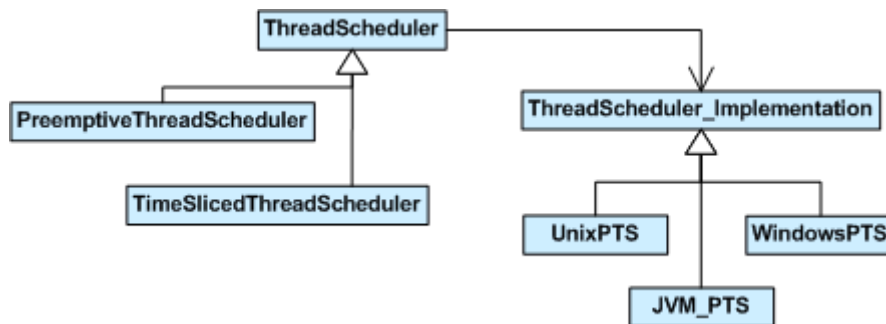 ThreadScheduler
PreemptiveThreadScheduler
ThreadScheduler_Implementation
TimeSlicedThreadScheduler
UnixPTS
WindowsPTS
JVM_PTS